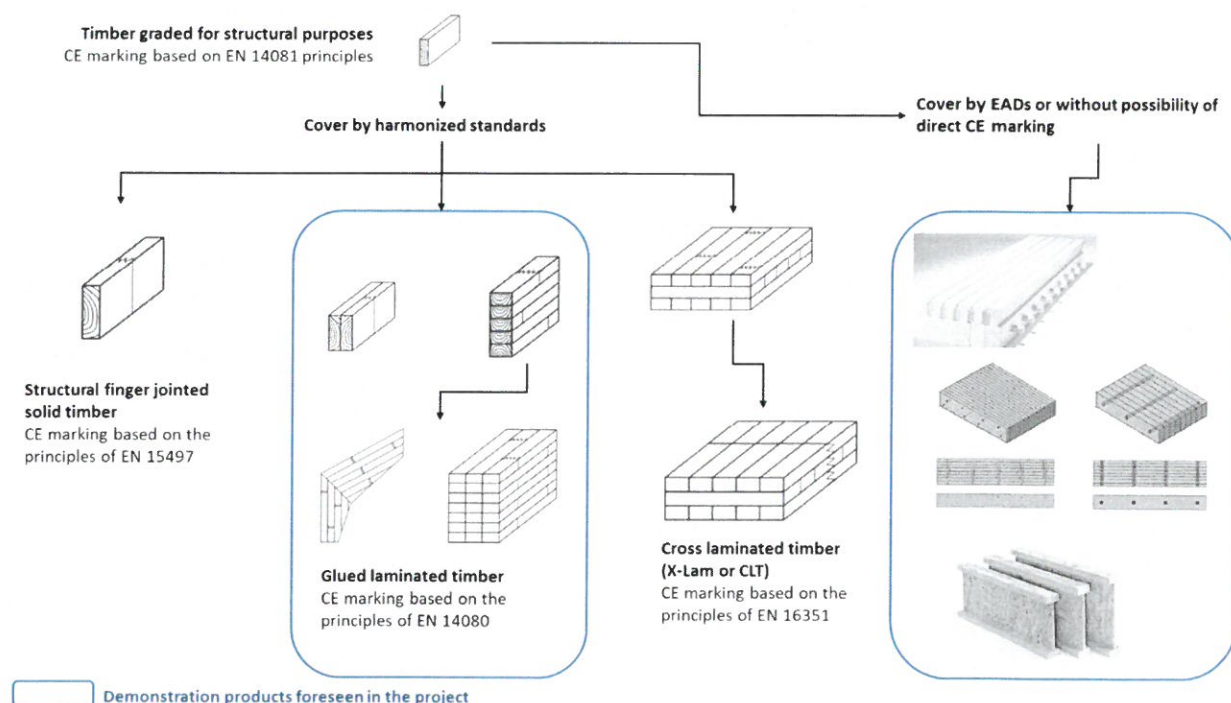 Timber graded for structural purposes
CE marking based on EN 14081 principles
Cover by harmonized standards
Cover by EADs or without possibility of
direct CE marking
Structural finger jointed
solid timber
CE marking based on the
principles of EN 15497
Glued laminated timber
CE marking based on the
principles of EN 14080
Cross laminated timber
(X-Lam or CLT)
CE marking based on the
principles of EN 16351
Demonstration products foreseen in the project